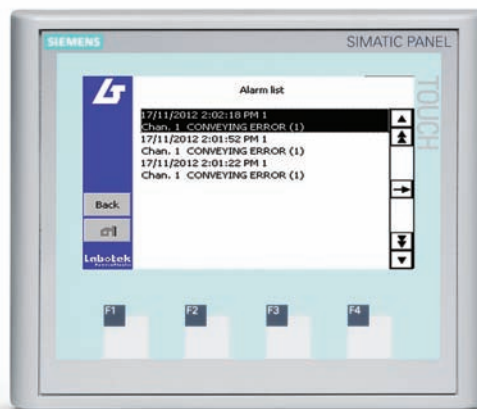 SIEMENS
SIMATIC PANEL
TOUCH
Alarm list
17/11/2012 2:02:18 PM 1
Chan. 1 CONVEYING ERROR (1)
17/11/2012 2:01:52 PM 1
Chan. 1 CONVEYING ERROR (1)
17/11/2012 2:01:22 PM 1
Chan. 1 CONVEYING ERROR (1)
Back
Labotek
F1
F2
F3
F4